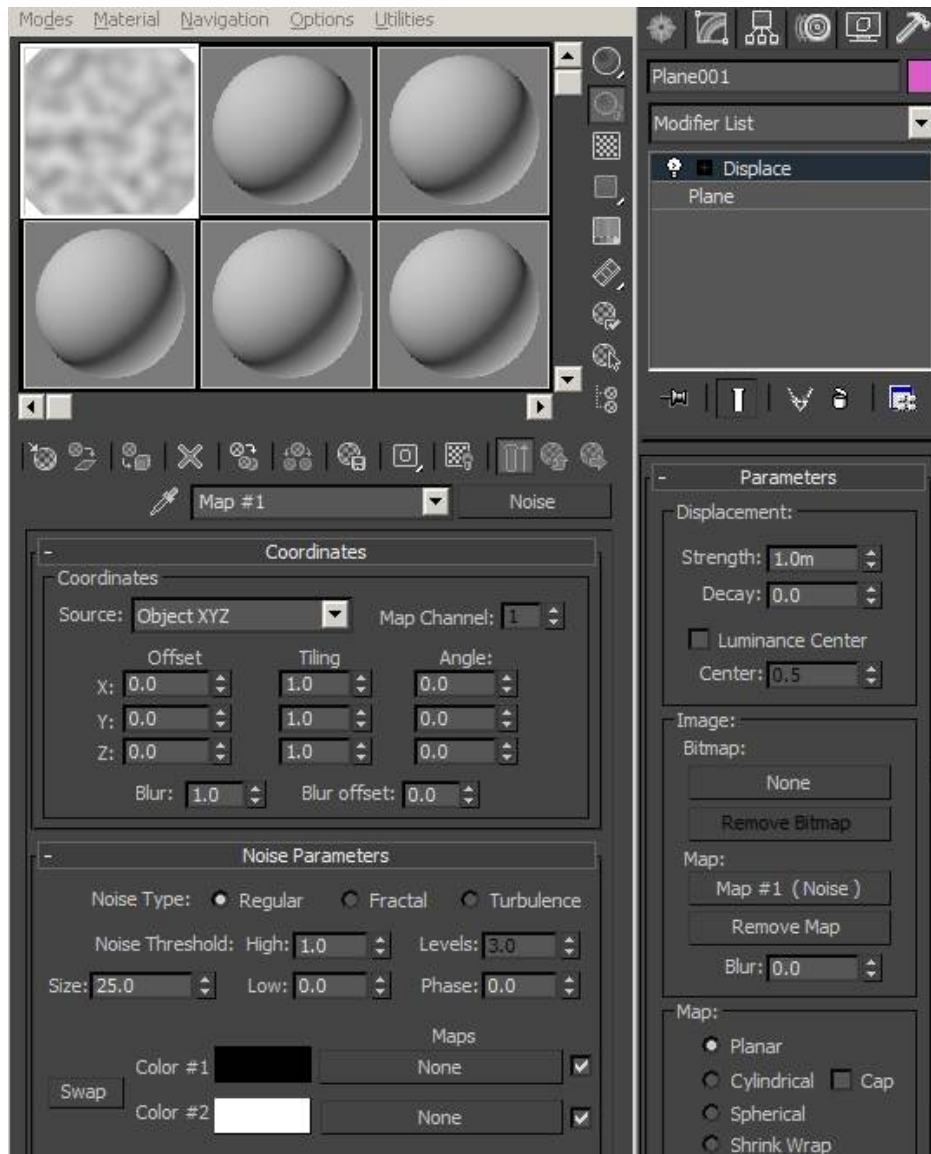 Modes Material Navigation Options Utilities
Map #1 Noise
Coordinates
Coordinates
Source: Object XYZ Map Channel: 1
Offset Tiling Angle:
X: 0.0 1.0 0.0
Y: 0.0 1.0 0.0
Z: 0.0 1.0 0.0
Blur: 1.0 Blur offset: 0.0
Noise Parameters
Noise Type: Regular Fractal Turbulence
Noise Threshold: High: 1.0 Levels: 3.0
Size: 25.0 Low: 0.0 Phase: 0.0
Maps
Color #1 None
Swap
Color #2 None
Plane001
Modifier List
Displace
Plane
Parameters
Displacement:
Strength: 1.0m
Decay: 0.0
Luminance Center
Center: 0.5
Image:
Bitmap:
None
Remove Bitmap
Map:
Map #1 (Noise)
Remove Map
Blur: 0.0
Map:
Planar
Cylindrical Cap
Spherical
Shrink Wrap